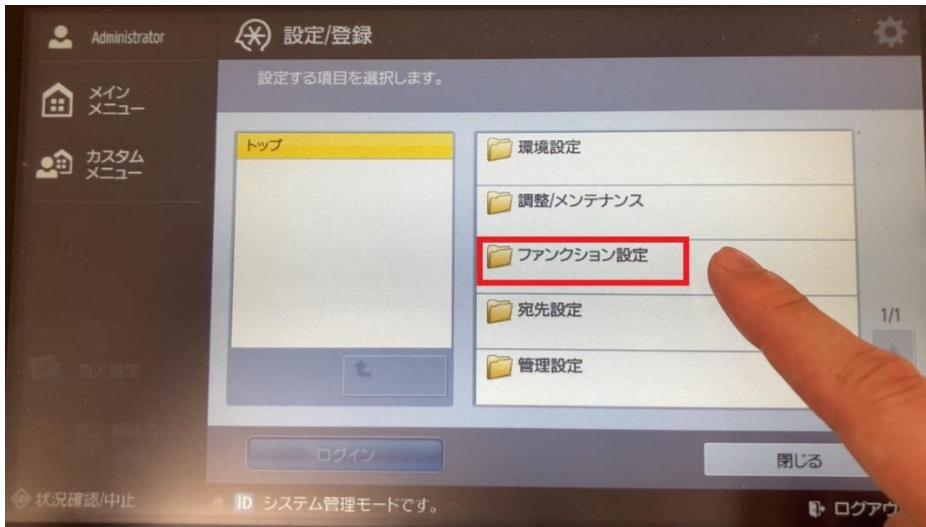 Administrator
設定/登録
設定する項目を選択します。
メイン
メニュー
カスタム
メニュー
トップ
環境設定
調整/メンテナンス
ファンクション設定
宛先設定
管理設定
1/1
個人設定
ログイン
閉じる
状況確認/中止
ID システム管理モードです。
ログアウ